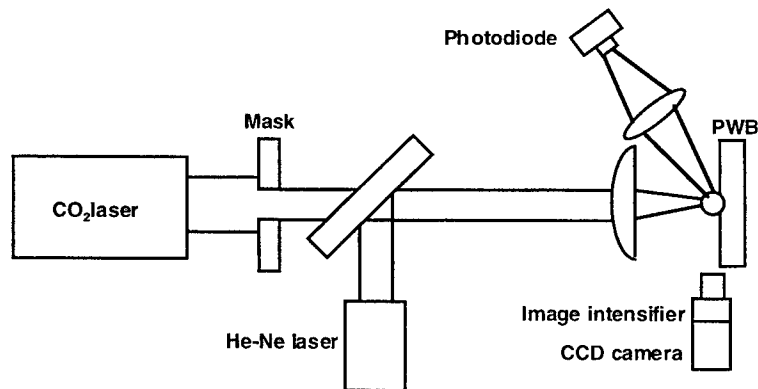 Photodiode
Mask
PWB
CO₂laser
Image intensifier
He-Ne laser
CCD camera